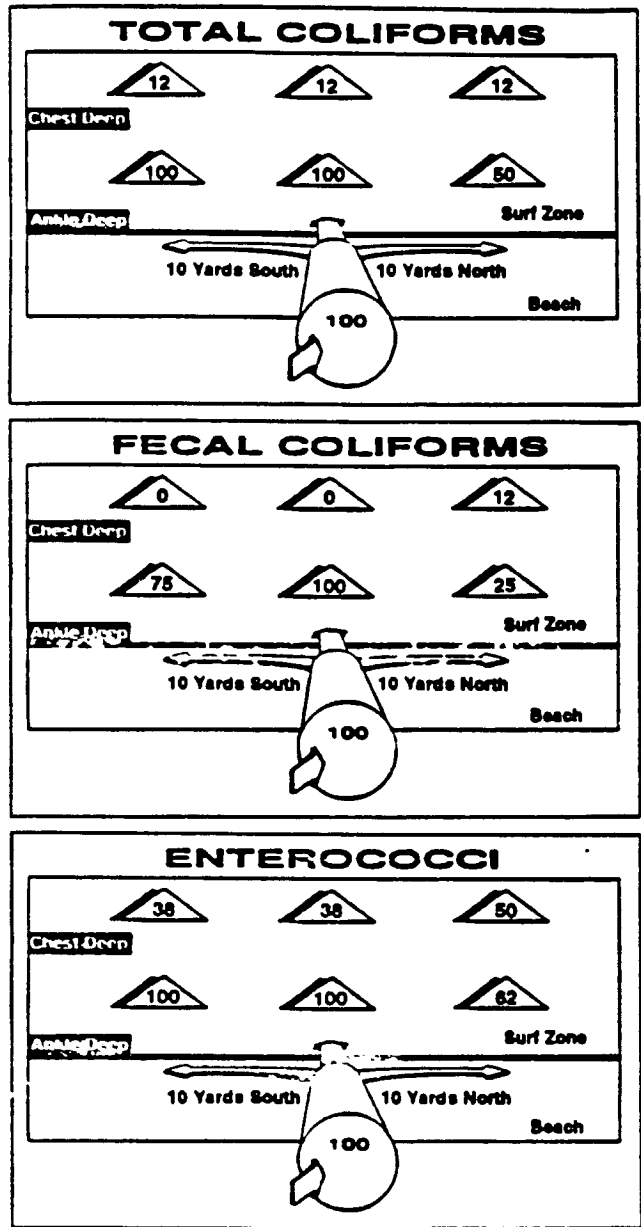 TOTAL COLIFORMS
12 12 12
Chest Deep
100 100 50
Surf Zone
Ankle Deep
10 Yards South 10 Yards North
Beach
100
FECAL COLIFORMS
0 0 12
Chest Deep
75 100 25
Surf Zone
Ankle Deep
10 Yards South 10 Yards North
Beach
100
ENTEROCOCCI
38 38 50
Chest Deep
100 100 62
Surf Zone
Ankle Deep
10 Yards South 10 Yards North
Beach
100